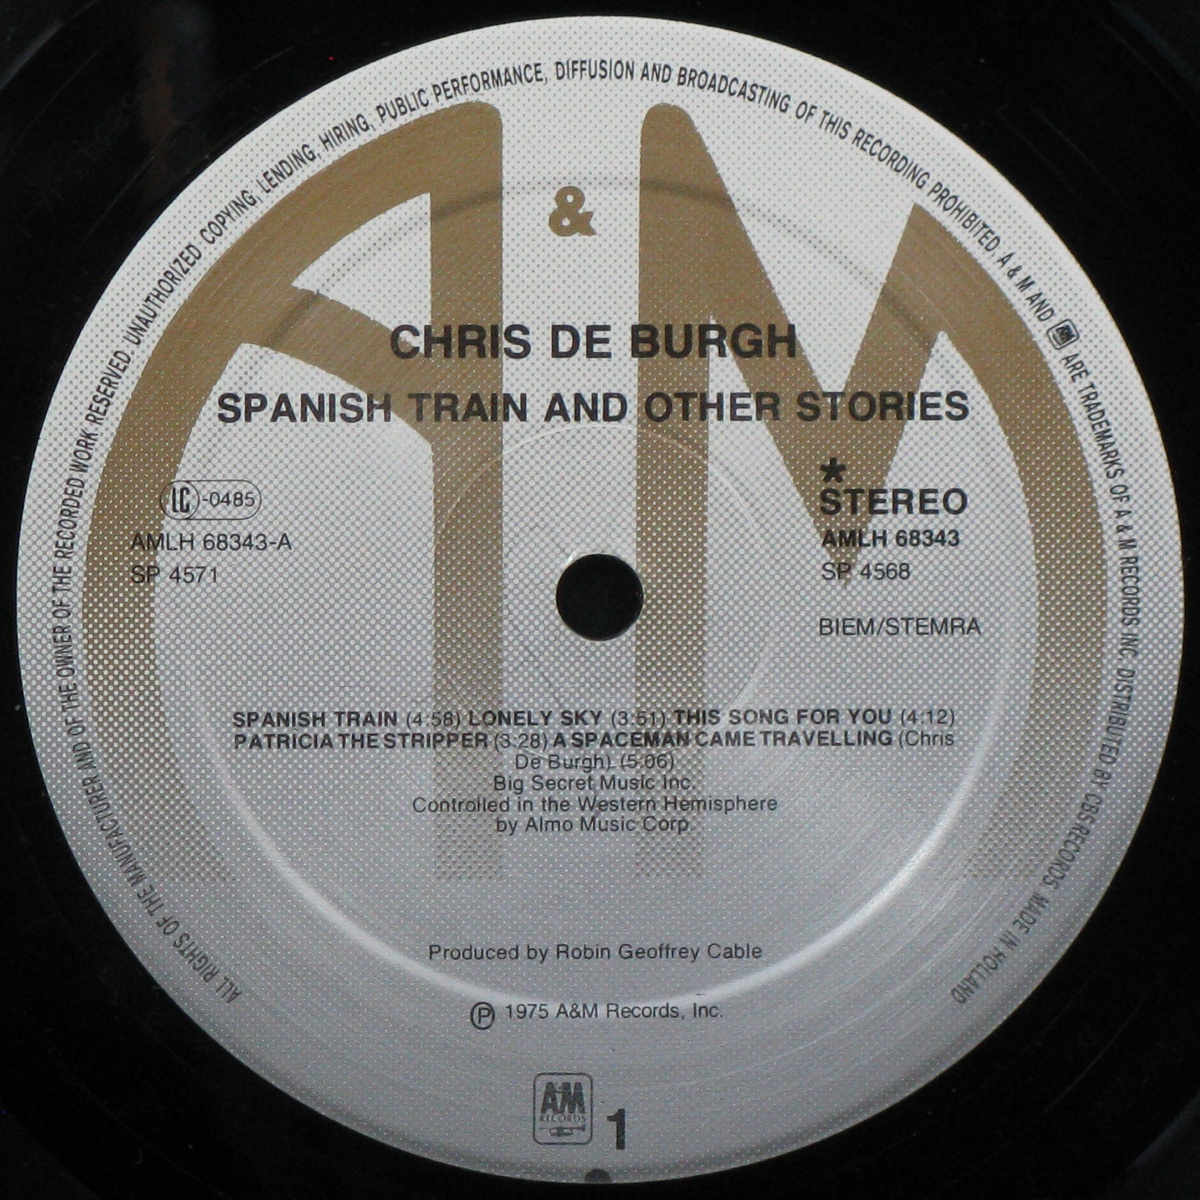 ALL RIGHTS OF THE MANUFACTURER AND OF THE OWNER OF THE RECORDED WORK RESERVED UNAUTHORIZED COPYING, LENDING, HIRING, PUBLIC PERFORMANCE, DIFFUSION AND BROADCASTING OF THIS RECORDING PROHIBITED. A & M AND AM ARE TRADEMARKS OF A & M RECORDS INC. DISTRIBUTED BY CBS RECORDS. MADE IN HOLLAND
A & M
CHRIS DE BURGH
SPANISH TRAIN AND OTHER STORIES
LC-0485
AMLH 68343-A
SP 4571
*
STEREO
AMLH 68343
SP 4568
BIEM/STEMRA
SPANISH TRAIN (4:58) LONELY SKY (3:51) THIS SONG FOR YOU (4:12)
PATRICIA THE STRIPPER (3:28) A SPACEMAN CAME TRAVELLING (Chris
De Burgh) (5:06)
Big Secret Music Inc.
Controlled in the Western Hemisphere
by Almo Music Corp.
Produced by Robin Geoffrey Cable
Ⓟ 1975 A&M Records, Inc.
AM
RECORDS
1